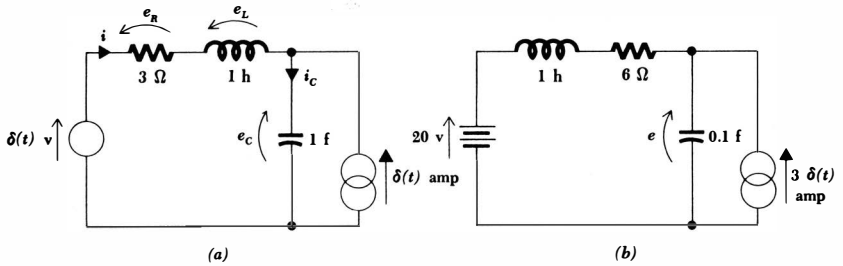 e_R
e_L
i
3 Ω
1 h
i_C
δ(t) v
e_C
1 f
δ(t) amp
(a)
1 h
6 Ω
20 v
e
0.1 f
3 δ(t)
amp
(b)